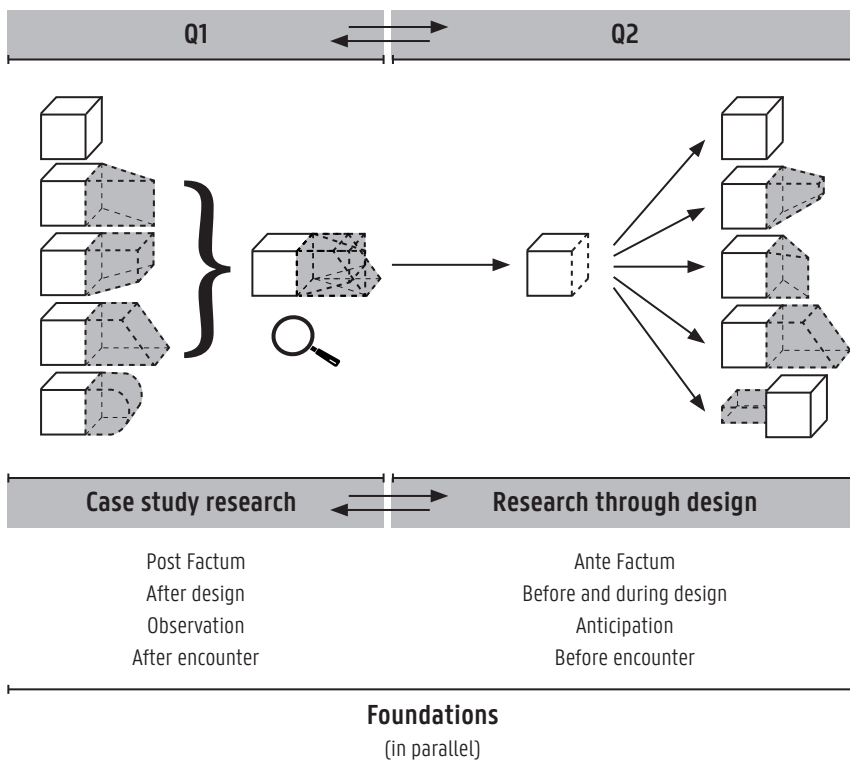 Q1
Q2
Case study research
Research through design
Post Factum
After design
Observation
After encounter
Ante Factum
Before and during design
Anticipation
Before encounter
Foundations
(in parallel)